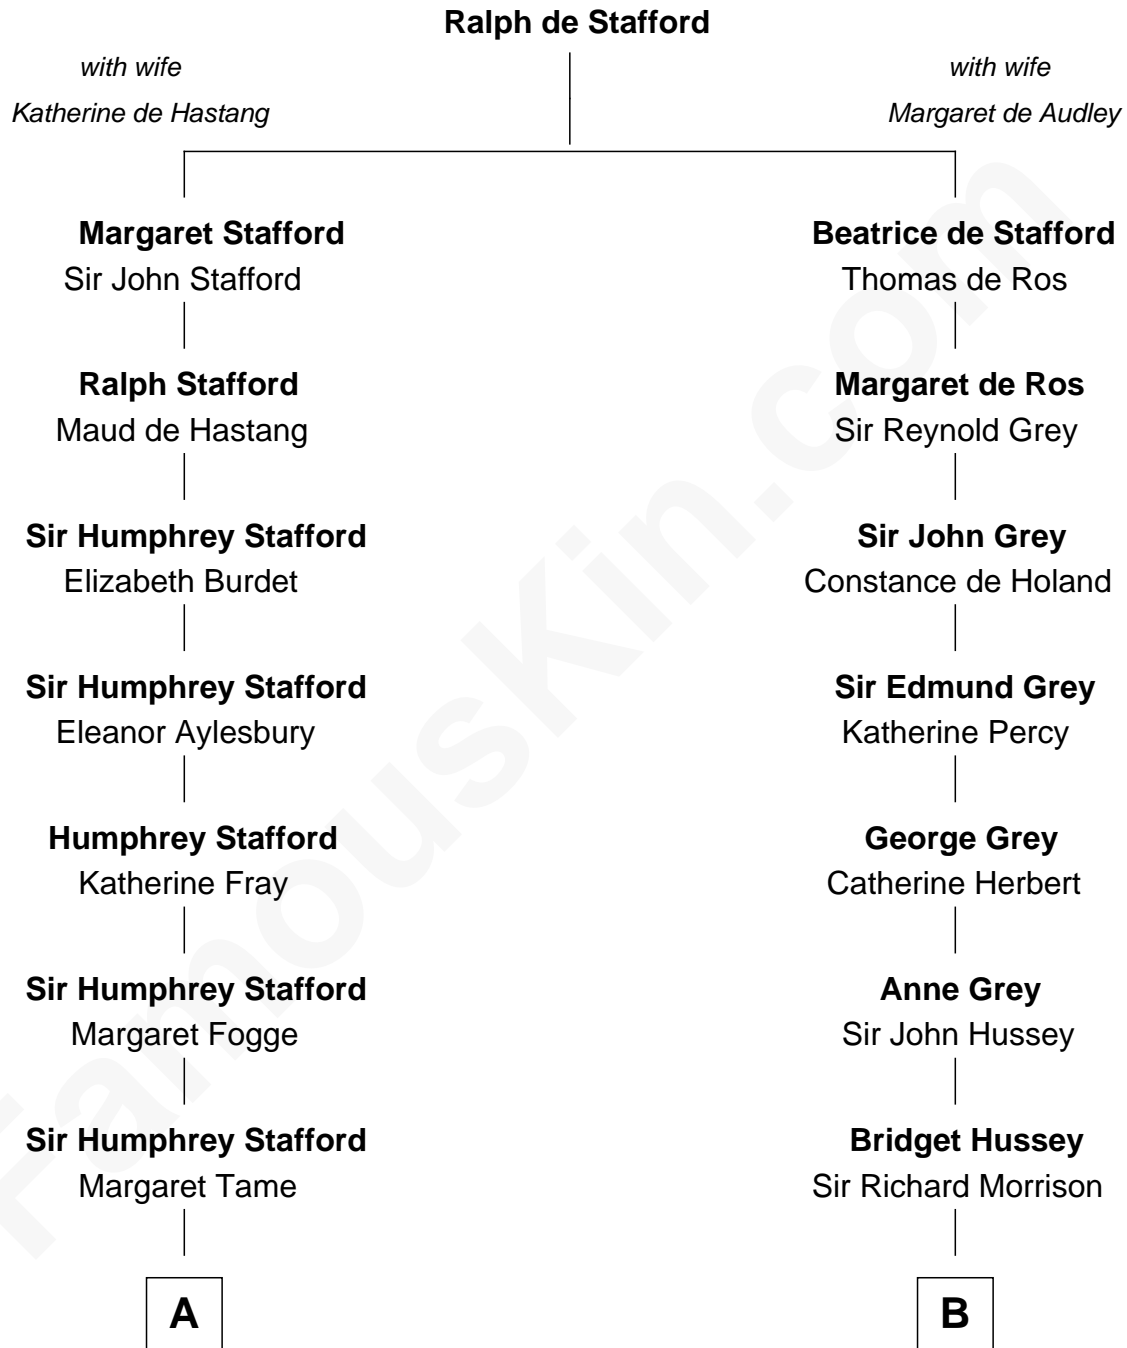 Ralph de Stafford
with wife
Katherine de Hastang
with wife
Margaret de Audley
Margaret Stafford
Sir John Stafford
Ralph Stafford
Maud de Hastang
Sir Humphrey Stafford
Elizabeth Burdet
Sir Humphrey Stafford
Eleanor Aylesbury
Humphrey Stafford
Katherine Fray
Sir Humphrey Stafford
Margaret Fogge
Sir Humphrey Stafford
Margaret Tame
A
Beatrice de Stafford
Thomas de Ros
Margaret de Ros
Sir Reynold Grey
Sir John Grey
Constance de Holand
Sir Edmund Grey
Katherine Percy
George Grey
Catherine Herbert
Anne Grey
Sir John Hussey
Bridget Hussey
Sir Richard Morrison
B
FamousKin.com